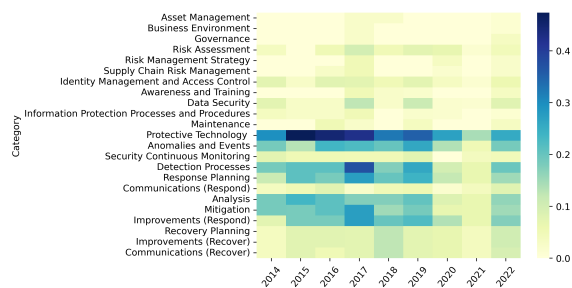 Category
Asset Management
Business Environment
Governance
Risk Assessment
Risk Management Strategy
Supply Chain Risk Management
Identity Management and Access Control
Awareness and Training
Data Security
Information Protection Processes and Procedures
Maintenance
Protective Technology
Anomalies and Events
Security Continuous Monitoring
Detection Processes
Response Planning
Communications (Respond)
Analysis
Mitigation
Improvements (Respond)
Recovery Planning
Improvements (Recover)
Communications (Recover)
2014 2015 2016 2017 2018 2019 2020 2021 2022
0.4
0.3
0.2
0.1
0.0